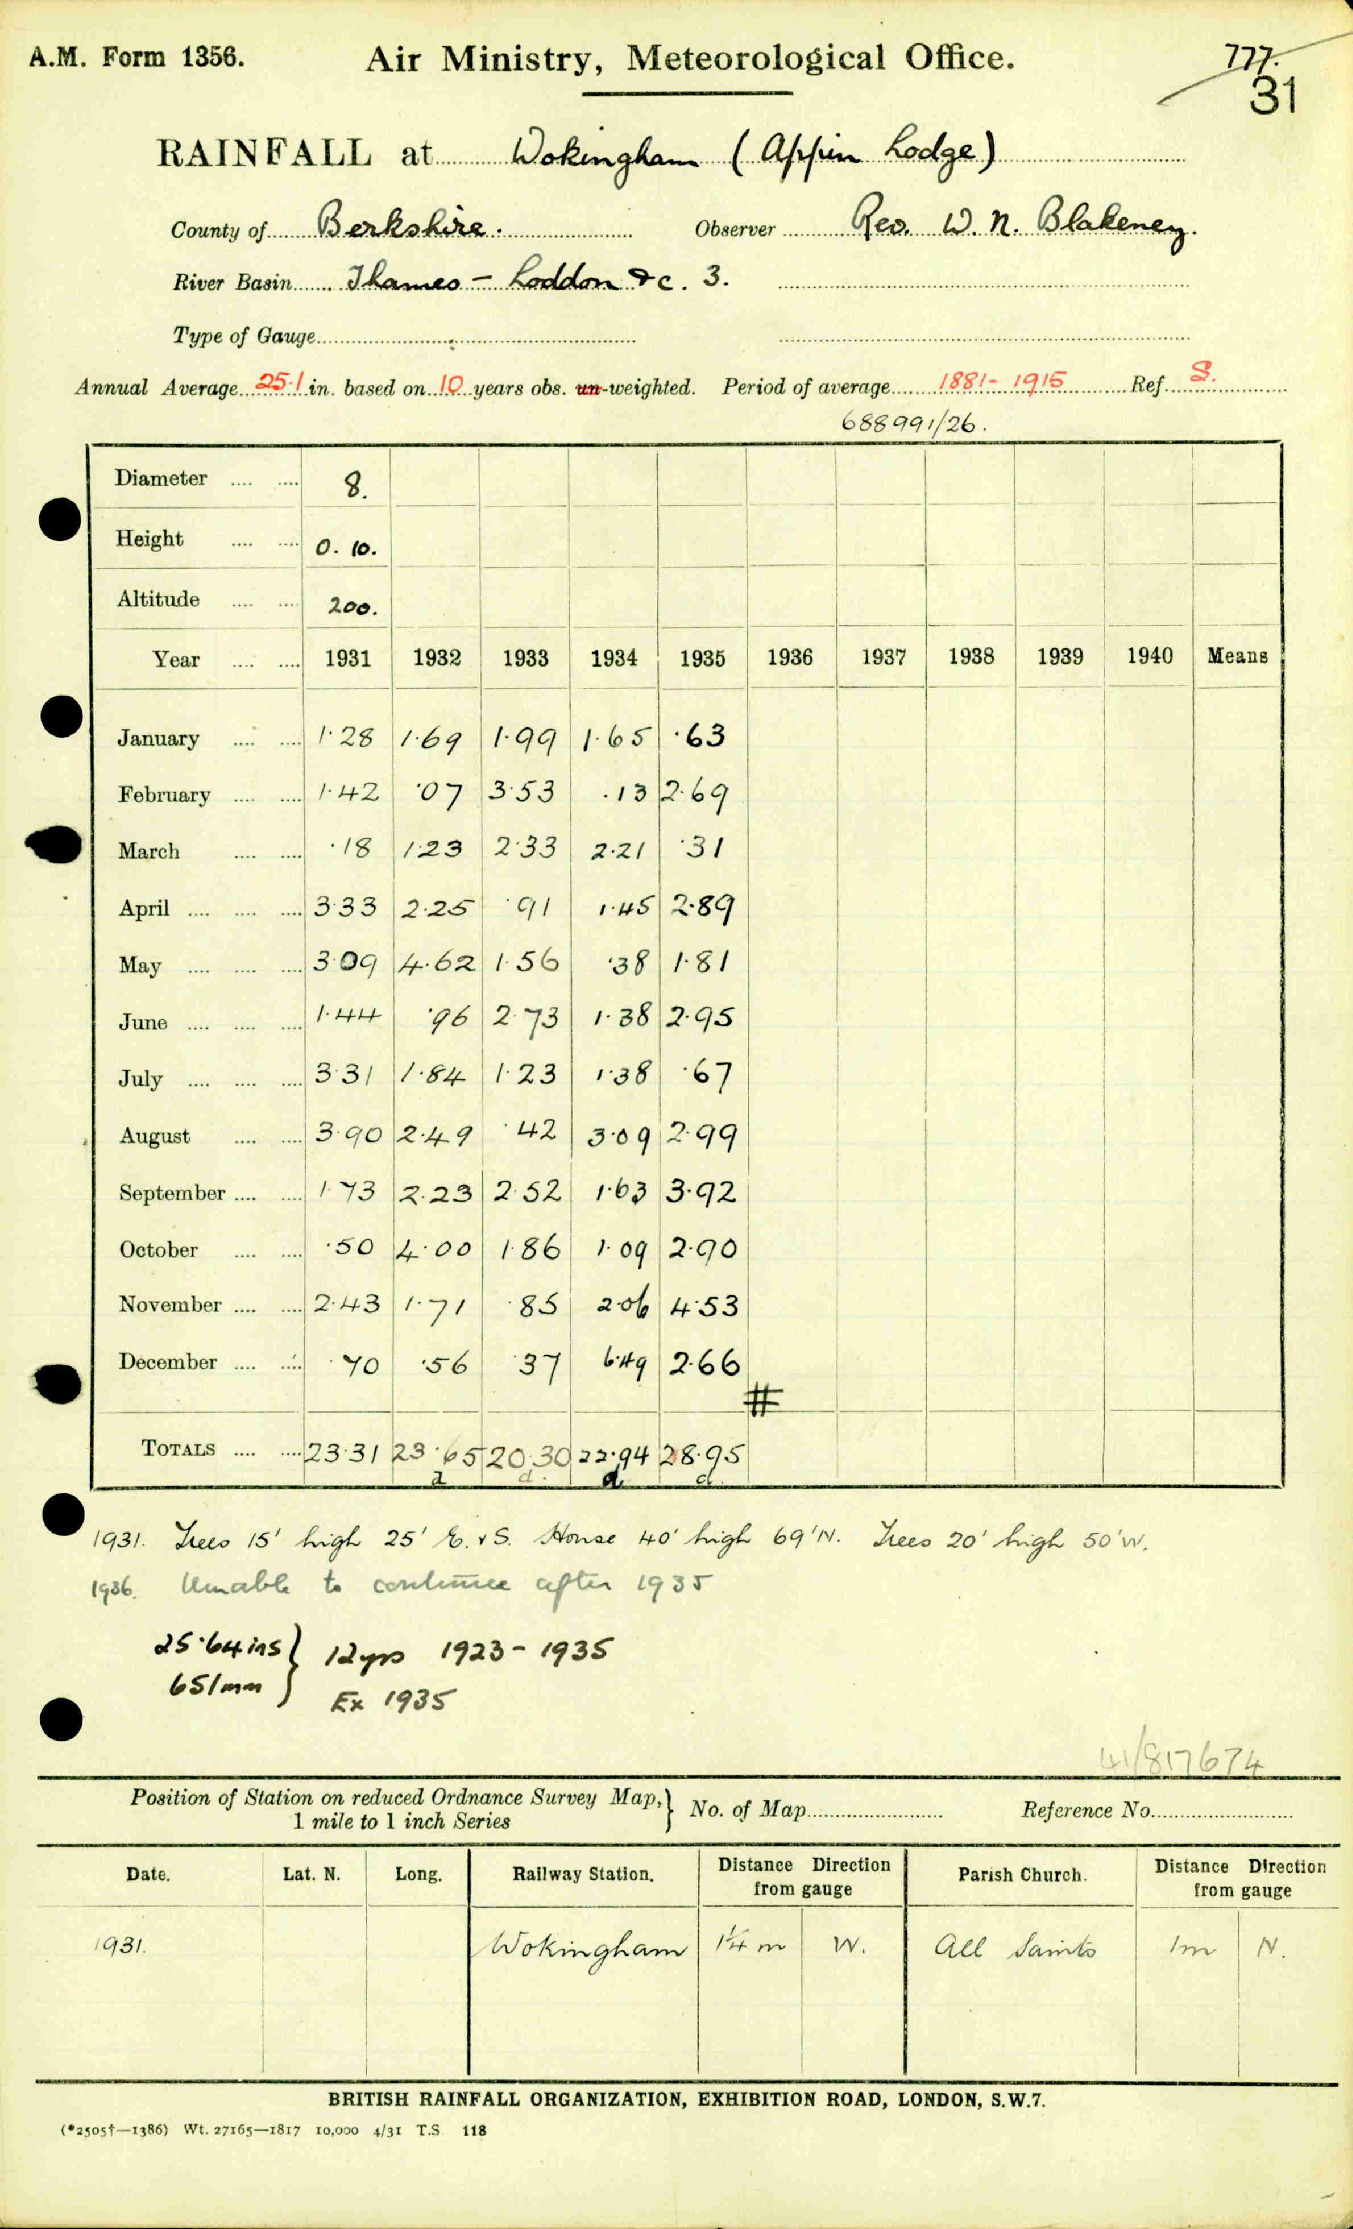 A.M. Form 1356.
Air Ministry, Meteorological Office.
777.
31
RAINFALL at Wokingham (Appin Lodge)
County of Berkshire. Observer Rev. W. N. Blakeney.
River Basin Thames – Loddon &c. 3.
Type of Gauge
Annual Average 25.1 in. based on 10 years obs. un-weighted. Period of average 1881-1915 Ref. S.
688991/26.
Diameter 8.
Height 0. 10.
Altitude 200.
Year 1931 1932 1933 1934 1935 1936 1937 1938 1939 1940 Means
January 1.28 1.69 1.99 1.65 .63
February 1.42 .07 3.53 .13 2.69
March .18 1.23 2.33 2.21 .31
April 3.33 2.25 .91 1.45 2.89
May 3.09 4.62 1.56 .38 1.81
June 1.44 .96 2.73 1.38 2.95
July 3.31 1.84 1.23 1.38 .67
August 3.90 2.49 .42 3.09 2.99
September 1.73 2.23 2.52 1.63 3.92
October .50 4.00 1.86 1.09 2.90
November 2.43 1.71 .85 2.06 4.53
December .70 .56 .37 6.49 2.66
#
TOTALS 23.31 23.65 20.30 22.94 28.95
d d. d d.
1931. Trees 15' high 25' E. & S. House 40' high 69' N. Trees 20' high 50' W.
1936. Unable to continue after 1935
25.64 ins } 12 yrs 1923 - 1935
651 mm } Ex 1935
41/817674
Position of Station on reduced Ordnance Survey Map, } No. of Map Reference No.
1 mile to 1 inch Series
Date. Lat. N. Long. Railway Station. Distance Direction from gauge Parish Church. Distance Direction from gauge
1931. Wokingham 1¼ m W. All Saints 1m N.
BRITISH RAINFALL ORGANIZATION, EXHIBITION ROAD, LONDON, S.W.7.
(*2505†—1386) Wt. 27165—1817 10,000 4/31 T.S. 118